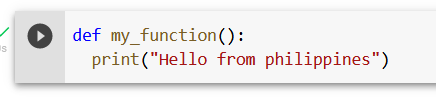 def my_function():
  print("Hello from philippines")